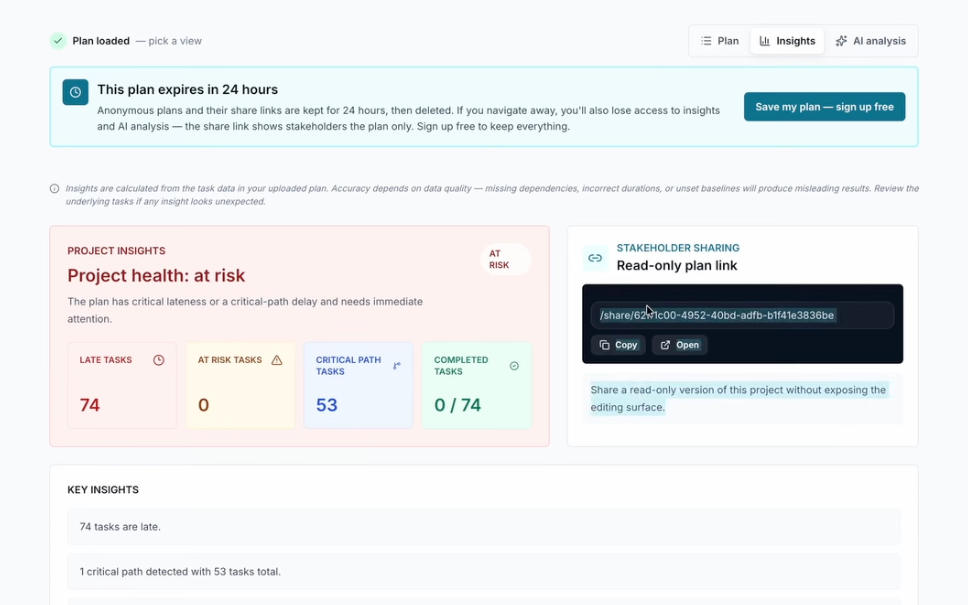 Plan loaded — pick a view
Plan
Insights
AI analysis
This plan expires in 24 hours
Anonymous plans and their share links are kept for 24 hours, then deleted. If you navigate away, you'll also lose access to insights
and AI analysis — the share link shows stakeholders the plan only. Sign up free to keep everything.
Save my plan — sign up free
Insights are calculated from the task data in your uploaded plan. Accuracy depends on data quality — missing dependencies, incorrect durations, or unset baselines will produce misleading results. Review the
underlying tasks if any insight looks unexpected.
PROJECT INSIGHTS
Project health: at risk
AT
RISK
The plan has critical lateness or a critical-path delay and needs immediate
attention.
LATE TASKS
74
AT RISK TASKS
0
CRITICAL PATH
TASKS
53
COMPLETED
TASKS
0 / 74
STAKEHOLDER SHARING
Read-only plan link
Copy
Open
Share a read-only version of this project without exposing the
editing surface.
KEY INSIGHTS
74 tasks are late.
1 critical path detected with 53 tasks total.